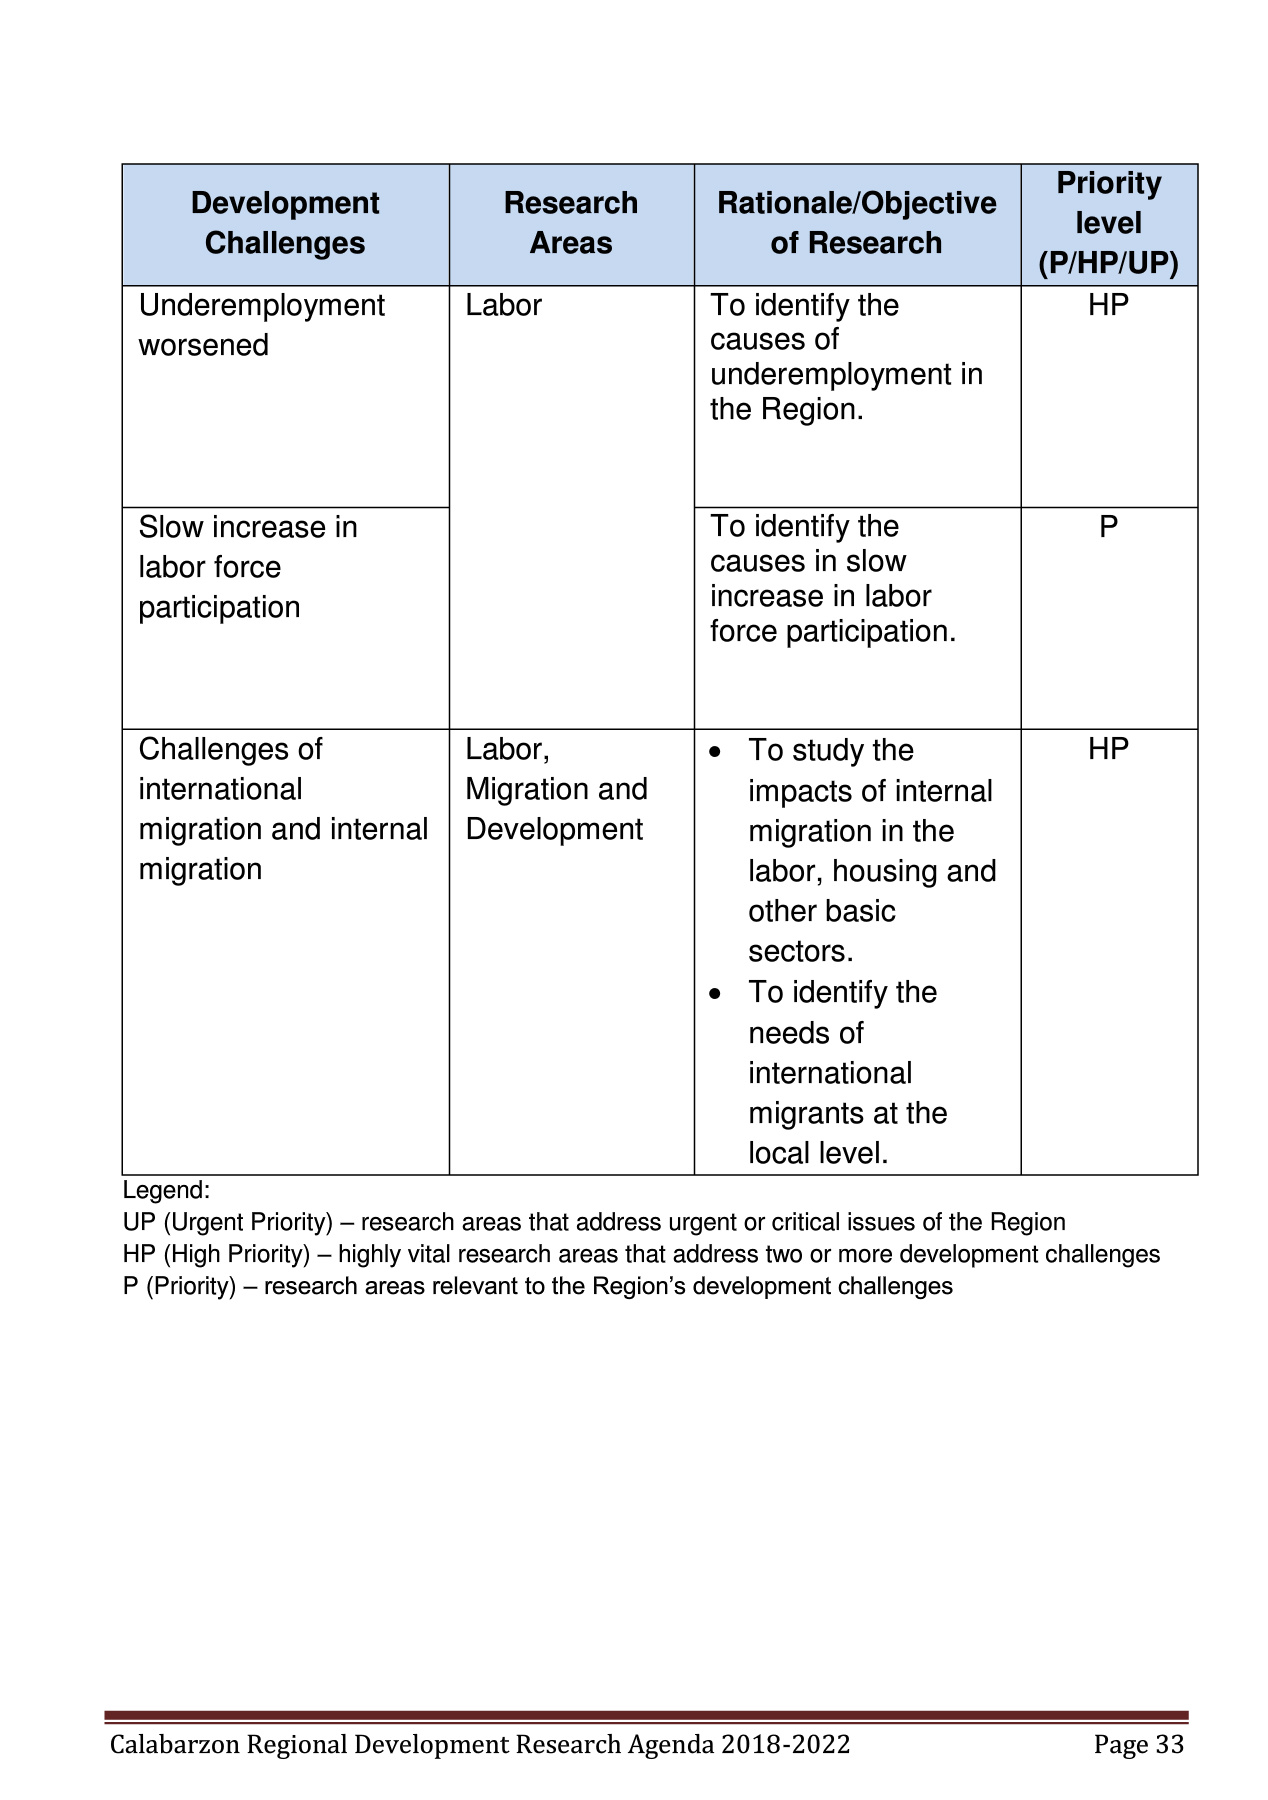 Development
Challenges
Research
Areas
Rationale/Objective
of Research
Priority
level
(P/HP/UP)
Underemployment
worsened
Labor
To identify the
causes of
underemployment in
the Region.
HP
Slow increase in
labor force
participation
To identify the
causes in slow
increase in labor
force participation.
P
Challenges of
international
migration and internal
migration
Labor,
Migration and
Development
• To study the
impacts of internal
migration in the
labor, housing and
other basic
sectors.
• To identify the
needs of
international
migrants at the
local level.
HP
Legend:
UP (Urgent Priority) – research areas that address urgent or critical issues of the Region
HP (High Priority) – highly vital research areas that address two or more development challenges
P (Priority) – research areas relevant to the Region’s development challenges
Calabarzon Regional Development Research Agenda 2018-2022 Page 33